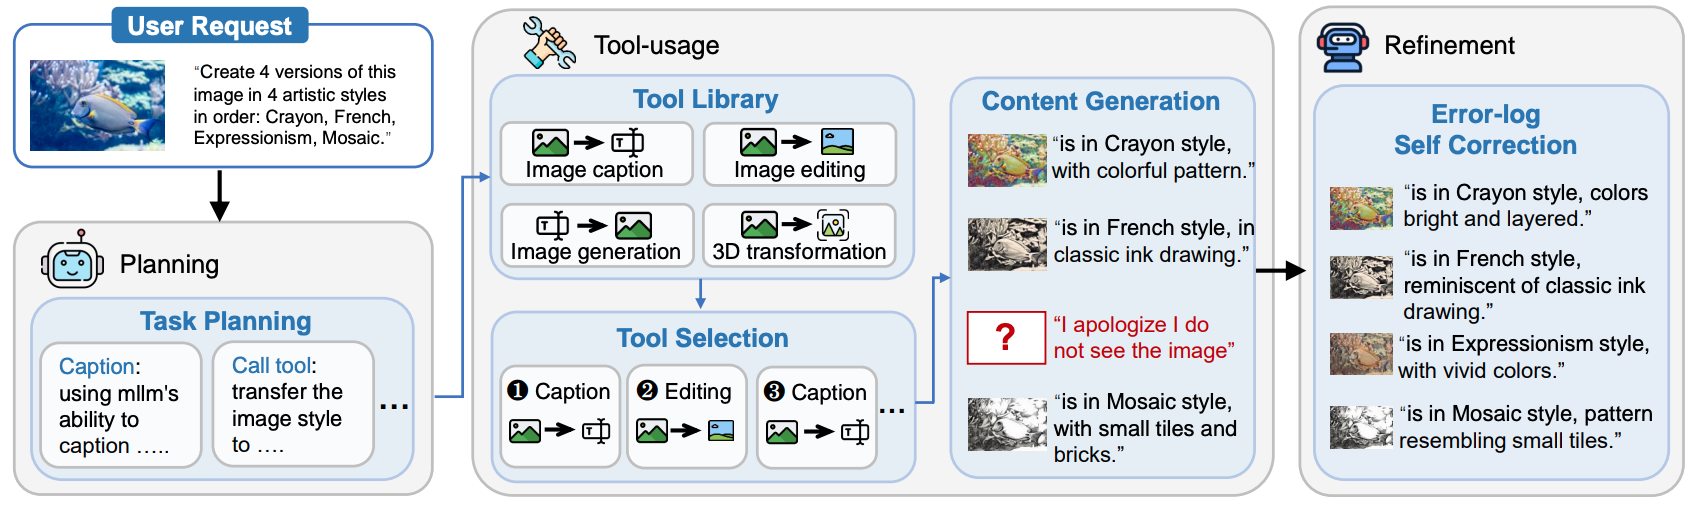 User Request
“Create 4 versions of this
image in 4 artistic styles
in order: Crayon, French,
Expressionism, Mosaic.”
Planning
Task Planning
Caption:
using mllm's
ability to
caption …..
Call tool:
transfer the
image style
to ….
...
Tool-usage
Tool Library
T
Image caption
Image editing
T
Image generation
3D transformation
Tool Selection
❶ Caption
T
❷ Editing
❸ Caption
T
...
Content Generation
“is in Crayon style,
with colorful pattern.”
“is in French style, in
classic ink drawing.”
?
“I apologize I do
not see the image”
“is in Mosaic style,
with small tiles and
bricks.”
Refinement
Error-log
Self Correction
“is in Crayon style, colors
bright and layered.”
“is in French style,
reminiscent of classic ink
drawing.”
“is in Expressionism style,
with vivid colors.”
“is in Mosaic style, pattern
resembling small tiles.”